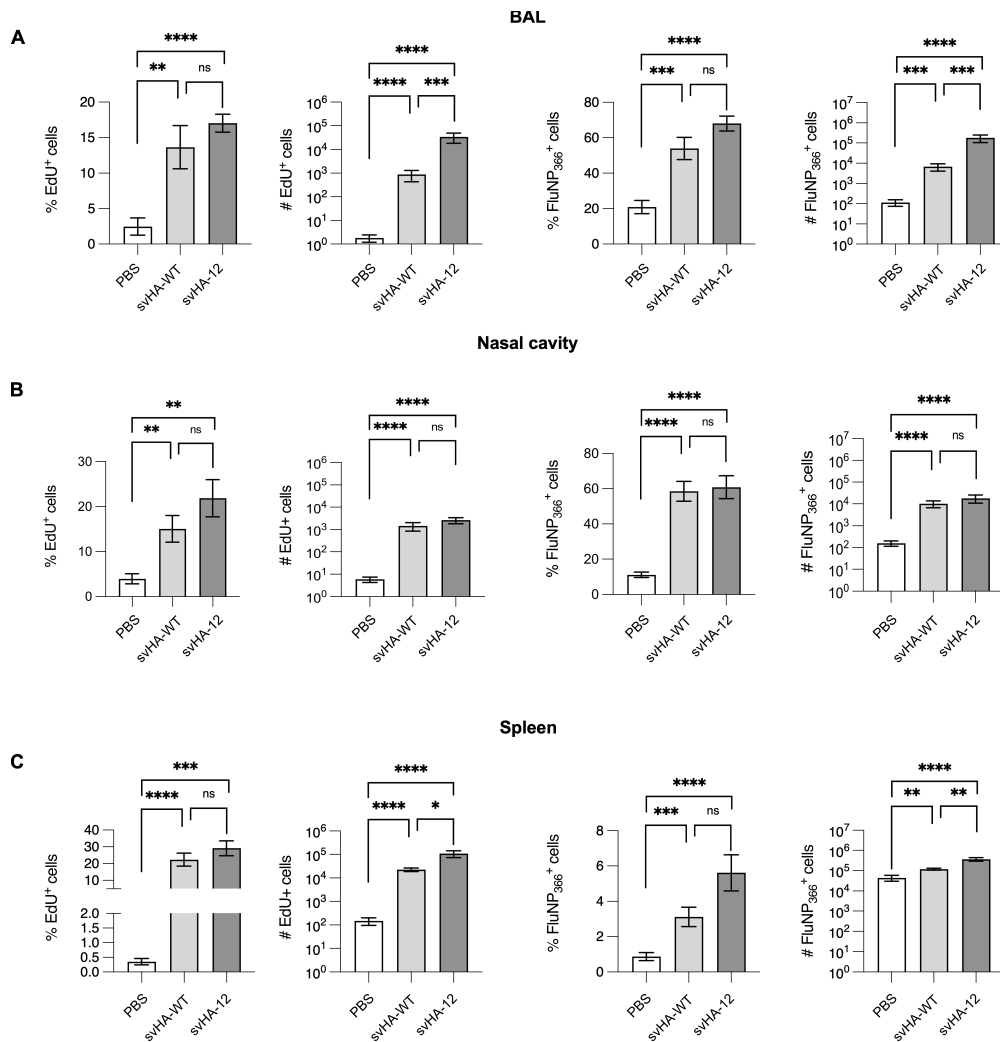 BAL
A
**** ** ns
% EdU+ cells
20
15
10
5
0
PBS svHA-WT svHA-12
**** **** ***
# EdU+ cells
10^6
10^5
10^4
10^3
10^2
10^1
10^0
PBS svHA-WT svHA-12
**** *** ns
% FluNP366+ cells
80
60
40
20
0
PBS svHA-WT svHA-12
**** *** ***
# FluNP366+ cells
10^7
10^6
10^5
10^4
10^3
10^2
10^1
10^0
PBS svHA-WT svHA-12
Nasal cavity
B
** ** ns
% EdU+ cells
30
20
10
0
PBS svHA-WT svHA-12
**** **** ns
# EdU+ cells
10^6
10^5
10^4
10^3
10^2
10^1
10^0
PBS svHA-WT svHA-12
**** **** ns
% FluNP366+ cells
80
60
40
20
0
PBS svHA-WT svHA-12
**** **** ns
# FluNP366+ cells
10^7
10^6
10^5
10^4
10^3
10^2
10^1
10^0
PBS svHA-WT svHA-12
Spleen
C
*** **** ns
% EdU+ cells
40
30
20
10
2.0
1.5
1.0
0.5
0.0
PBS svHA-WT svHA-12
**** **** *
# EdU+ cells
10^6
10^5
10^4
10^3
10^2
10^1
10^0
PBS svHA-WT svHA-12
**** *** ns
% FluNP366+ cells
8
6
4
2
0
PBS svHA-WT svHA-12
**** ** **
# FluNP366+ cells
10^7
10^6
10^5
10^4
10^3
10^2
10^1
10^0
PBS svHA-WT svHA-12